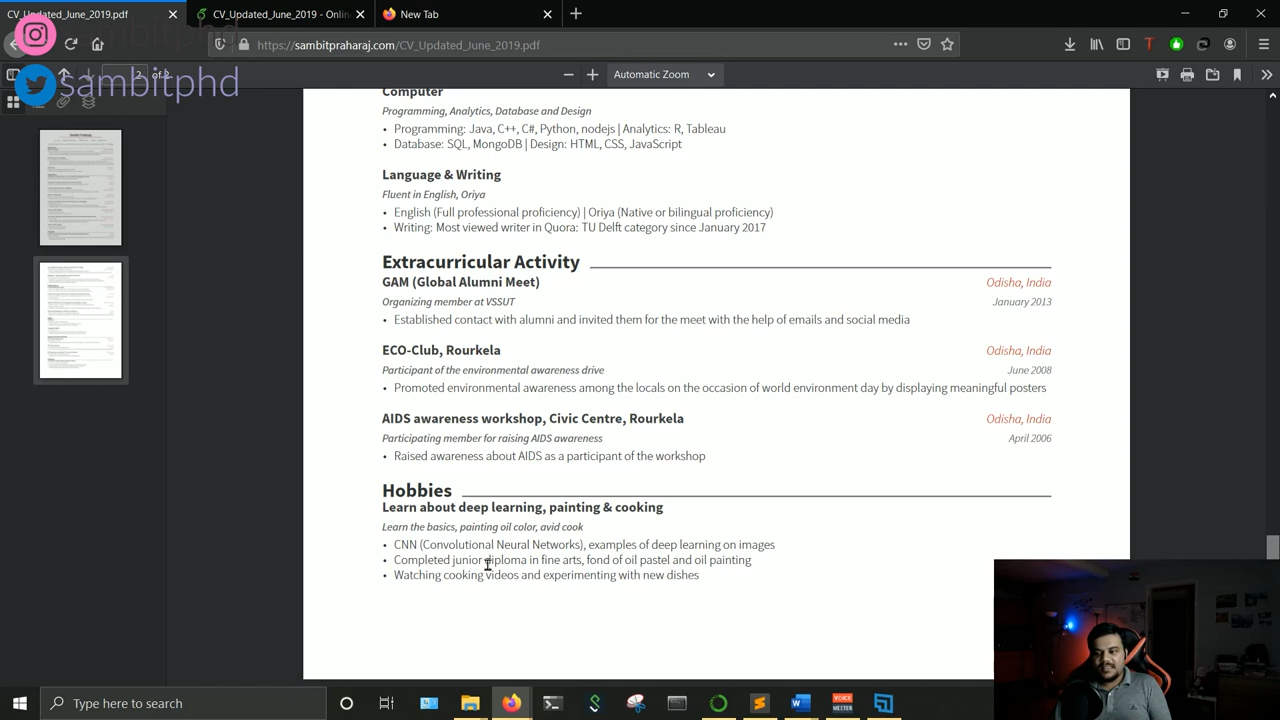 CV_Updated_June_2019.pdf
CV_Updated_June_2019 - Online
New Tab
sambitphd
https://sambitpraharaj.com/CV_Updated_June_2019.pdf
sambitphd
2 of 2
Automatic Zoom
Computer
Programming, Analytics, Database and Design
• Programming: Java, C++, C#, Python, nodejs | Analytics: R, Tableau
• Database: SQL, MongoDB | Design: HTML, CSS, JavaScript
Language & Writing
Fluent in English, Oriya
• English (Full professional proficiency) | Oriya (Native or bilingual proficiency)
• Writing: Most viewed writer in Quora: TU Delft category since January 2017
Extracurricular Activity
GAM (Global Alumni Meet) Odisha, India
Organizing member at VSSUT January 2013
• Established contact with alumni and invited them for the meet with the help of emails and social media
ECO-Club, Rourkela Odisha, India
Participant of the environmental awareness drive June 2008
• Promoted environmental awareness among the locals on the occasion of world environment day by displaying meaningful posters
AIDS awareness workshop, Civic Centre, Rourkela Odisha, India
Participating member for raising AIDS awareness April 2006
• Raised awareness about AIDS as a participant of the workshop
Hobbies
Learn about deep learning, painting & cooking
Learn the basics, painting oil color, avid cook
• CNN (Convolutional Neural Networks), examples of deep learning on images
• Completed junior diploma in fine arts, fond of oil pastel and oil painting
• Watching cooking videos and experimenting with new dishes
Type here to search
VOICE
MEETER